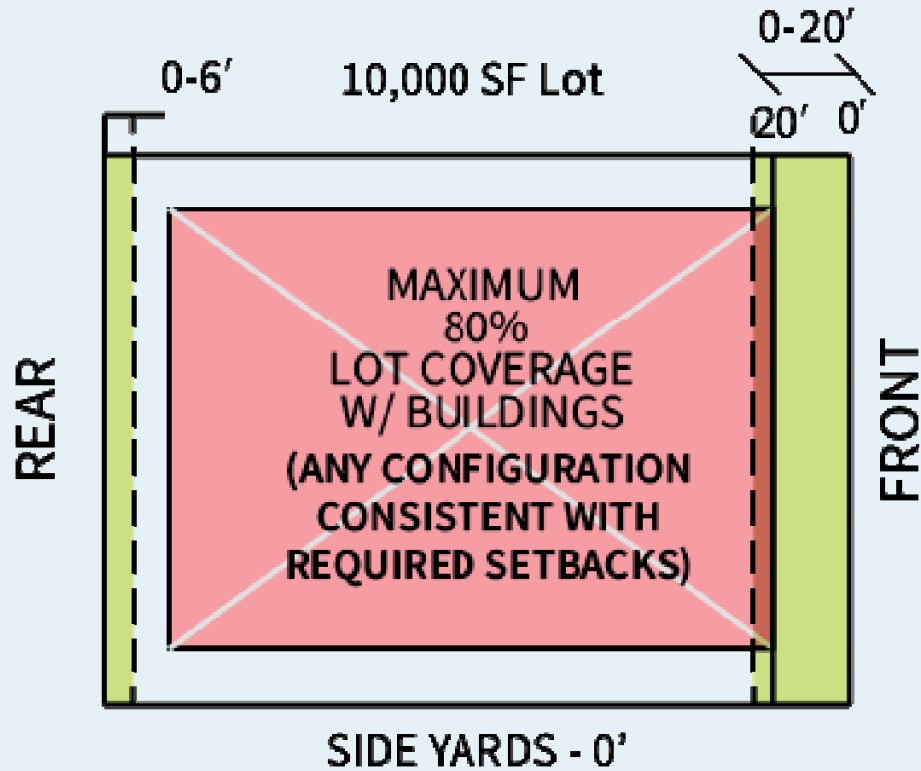 0-20′
0-6′
10,000 SF Lot
20′
0′
MAXIMUM
80%
LOT COVERAGE
W/ BUILDINGS
(ANY CONFIGURATION
CONSISTENT WITH
REQUIRED SETBACKS)
REAR
FRONT
SIDE YARDS - 0′